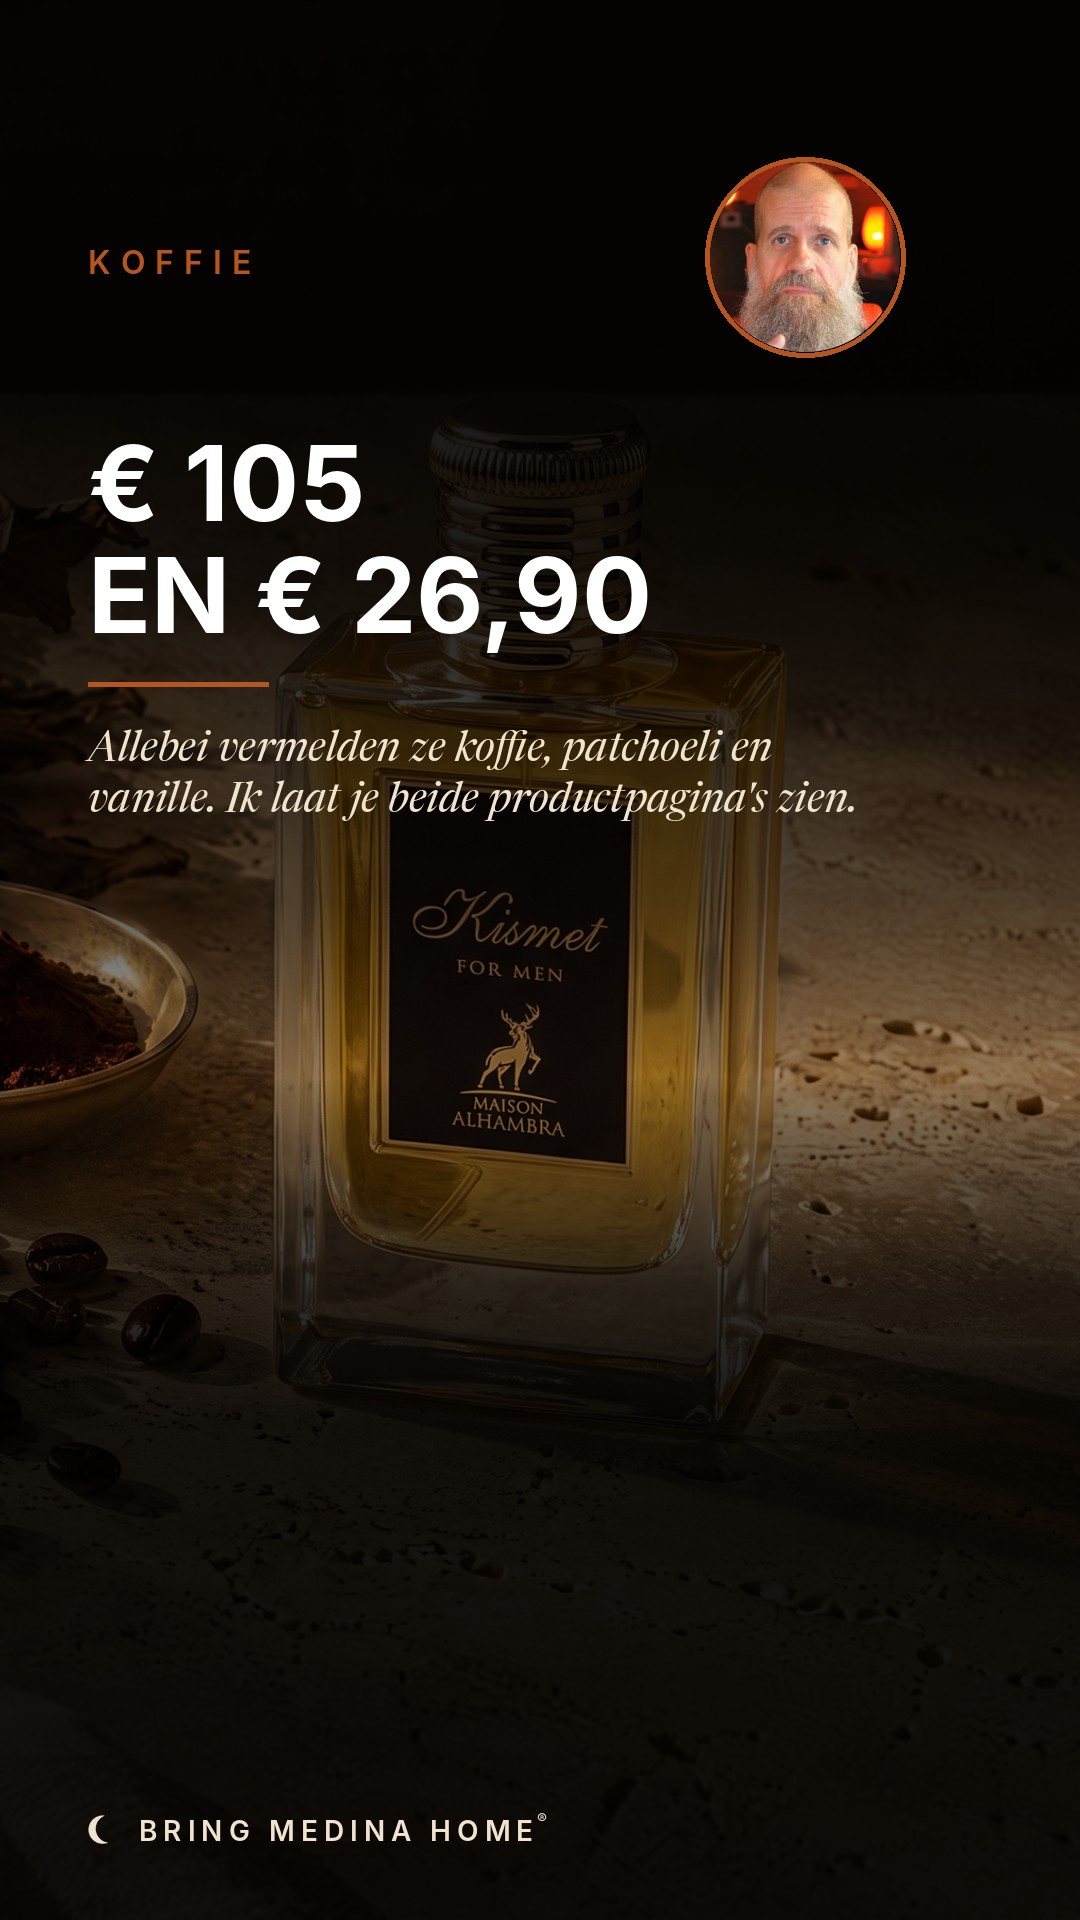 KOFFIE
€ 105
EN € 26,90
Allebei vermelden ze koffie, patchoeli en
vanille. Ik laat je beide productpagina's zien.
Kismet
FOR MEN
MAISON
ALHAMBRA
BRING MEDINA HOME®